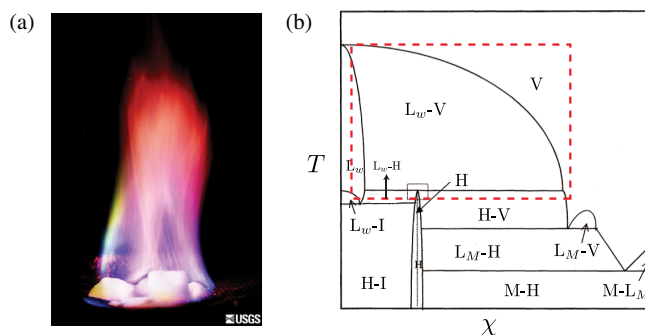 (a)
USGS
(b)
T
χ
V
L_w-V
L_w
L_w-H
H
L_w-I
H-V
L_M-H
L_M-V
H-I
H
M-H
M-L_M